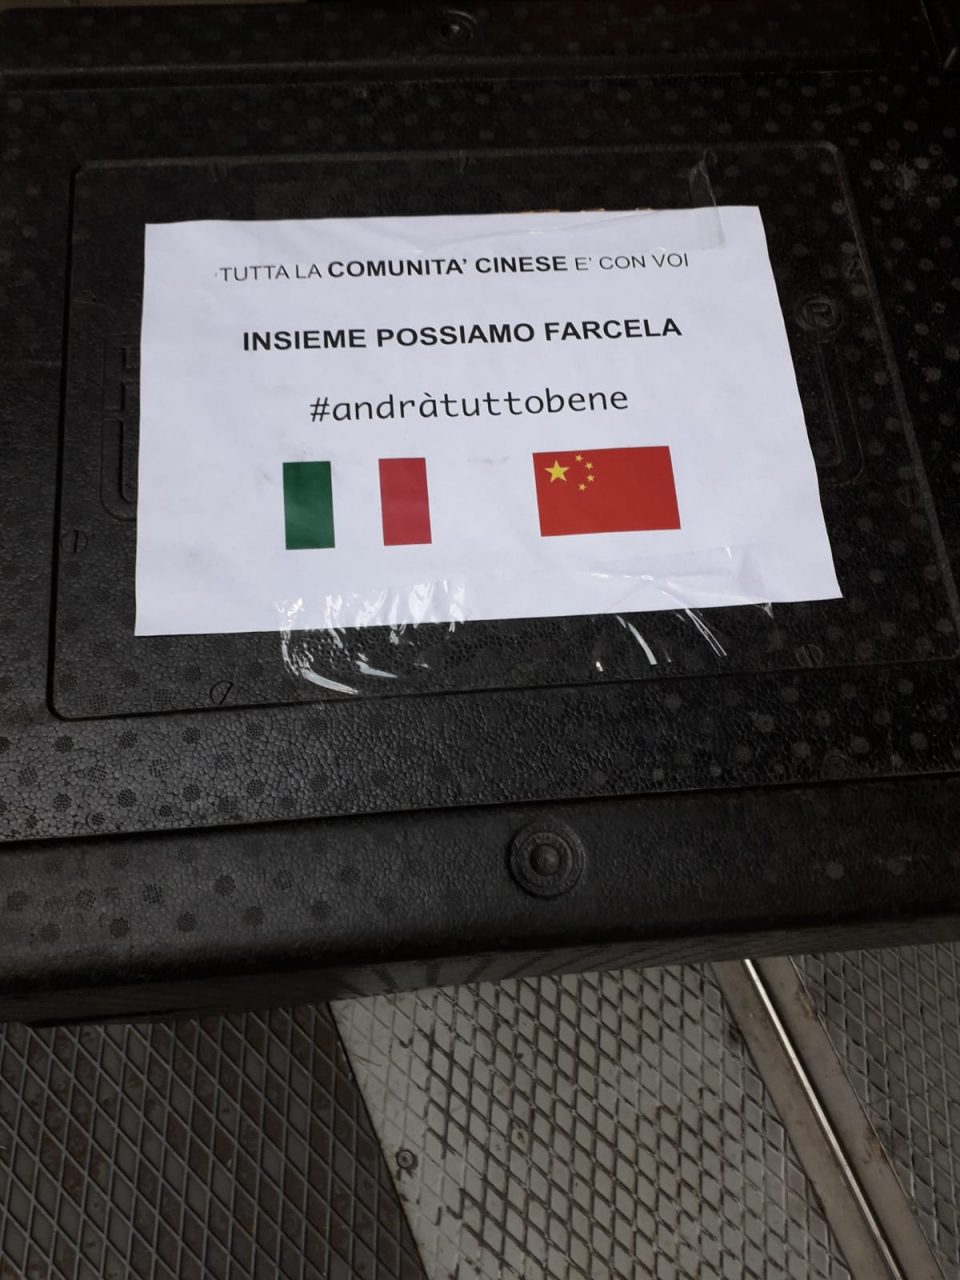 TUTTA LA COMUNITA' CINESE E' CON VOI
INSIEME POSSIAMO FARCELA
#andràtuttobene